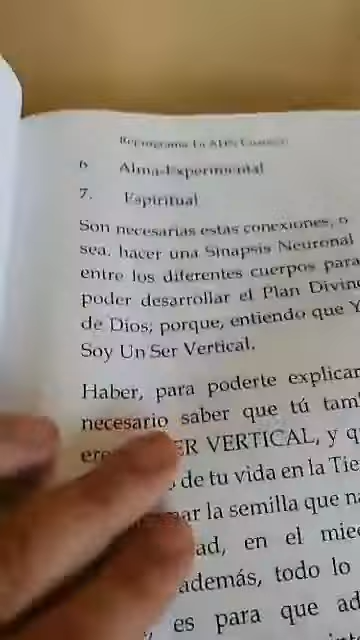 Reprograma Tu ADN
6 Alma-Experimental
7. Espiritual
Son necesarias estas conexiones, o
sea, hacer una Sinapsis Neuronal
entre los diferentes cuerpos para
poder desarrollar el Plan Divin
de Dios; porque, entiendo que Y
Soy Un Ser Vertical.
Haber, para poderte explicar
necesario saber que tú tam
ere ER VERTICAL, y q
de tu vida en la Tie
ar la semilla que n
ad, en el mie
además, todo lo
es para que ad